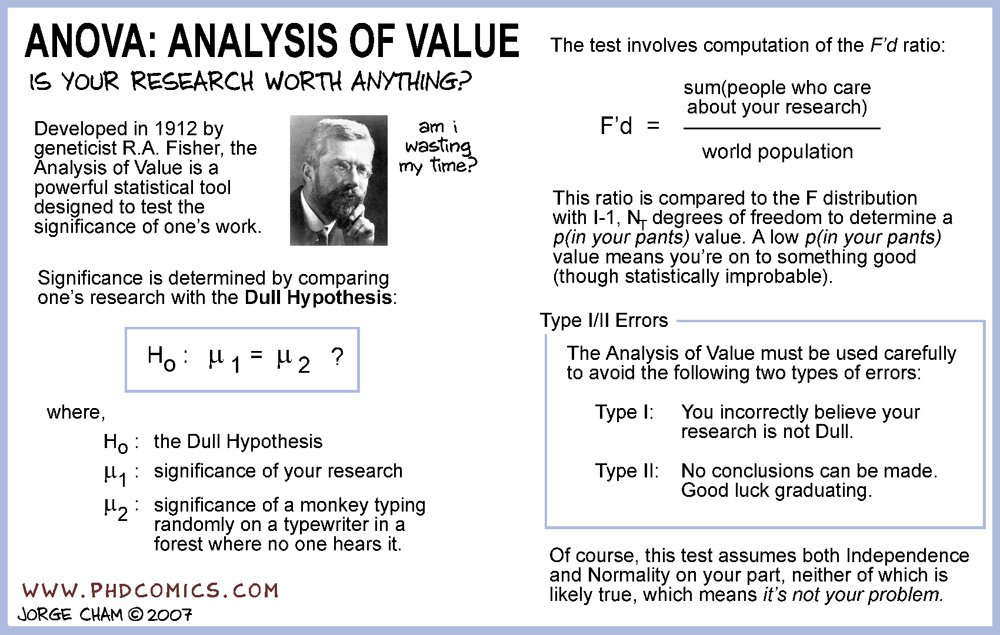 ANOVA: ANALYSIS OF VALUE
IS YOUR RESEARCH WORTH ANYTHING?
Developed in 1912 by
geneticist R.A. Fisher, the
Analysis of Value is a
powerful statistical tool
designed to test the
significance of one's work.
am i
wasting
my time?
Significance is determined by comparing
one's research with the Dull Hypothesis:
Ho : μ1 = μ2 ?
where,
Ho : the Dull Hypothesis
μ1 : significance of your research
μ2 : significance of a monkey typing
randomly on a typewriter in a
forest where no one hears it.
WWW.PHDCOMICS.COM
JORGE CHAM © 2007
The test involves computation of the F'd ratio:
sum(people who care
about your research)
F'd =
world population
This ratio is compared to the F distribution
with I-1, NT degrees of freedom to determine a
p(in your pants) value. A low p(in your pants)
value means you're on to something good
(though statistically improbable).
Type I/II Errors
The Analysis of Value must be used carefully
to avoid the following two types of errors:
Type I: You incorrectly believe your
research is not Dull.
Type II: No conclusions can be made.
Good luck graduating.
Of course, this test assumes both Independence
and Normality on your part, neither of which is
likely true, which means it's not your problem.